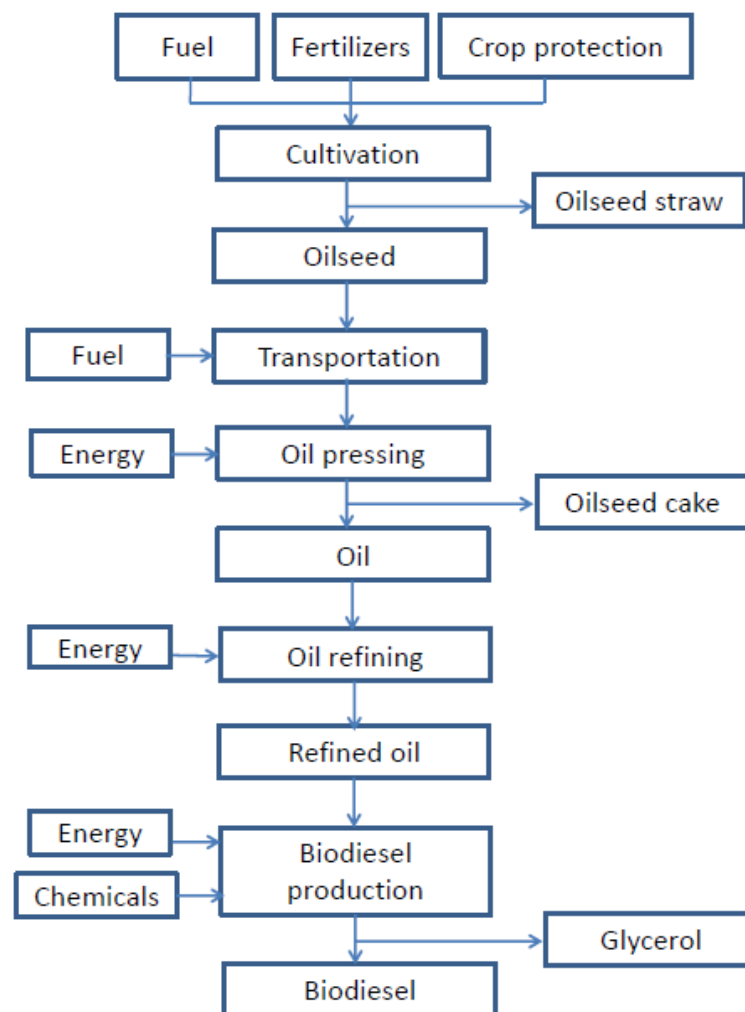 Fuel
Fertilizers
Crop protection
Cultivation
Oilseed straw
Oilseed
Fuel
Transportation
Energy
Oil pressing
Oilseed cake
Oil
Energy
Oil refining
Refined oil
Energy
Biodiesel
production
Chemicals
Glycerol
Biodiesel